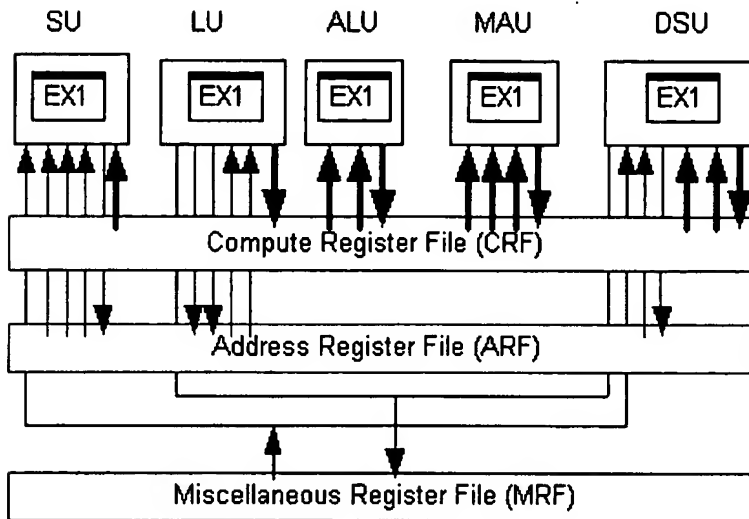 SU LU ALU MAU DSU
EX1 EX1 EX1 EX1 EX1
Compute Register File (CRF)
Address Register File (ARF)
Miscellaneous Register File (MRF)